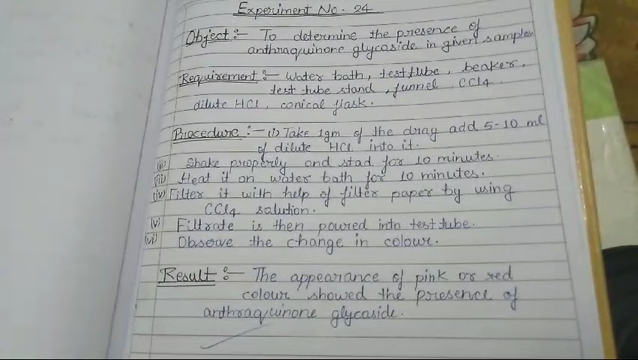 Experiment No. - 24
Object :- To determine the presence of
anthraquinone glycoside in given samples
Requirement :- Water bath, test tube, beaker,
test tube stand, funnel, CCl4
dilute HCl, conical flask.
Procedure :- (i) Take 1gm of the drag add 5-10 ml
of dilute HCl into it.
(ii) Shake properly and stad for 10 minutes.
(iii) Heat it on water bath for 10 minutes.
(iv) Filter it with help of filter paper by using
CCl4 solution.
(v) Filtrate is then poured into test tube.
(vi) Observe the change in colour.
Result :- The appearance of pink or red
colour showed the presence of
anthraquinone glycoside.